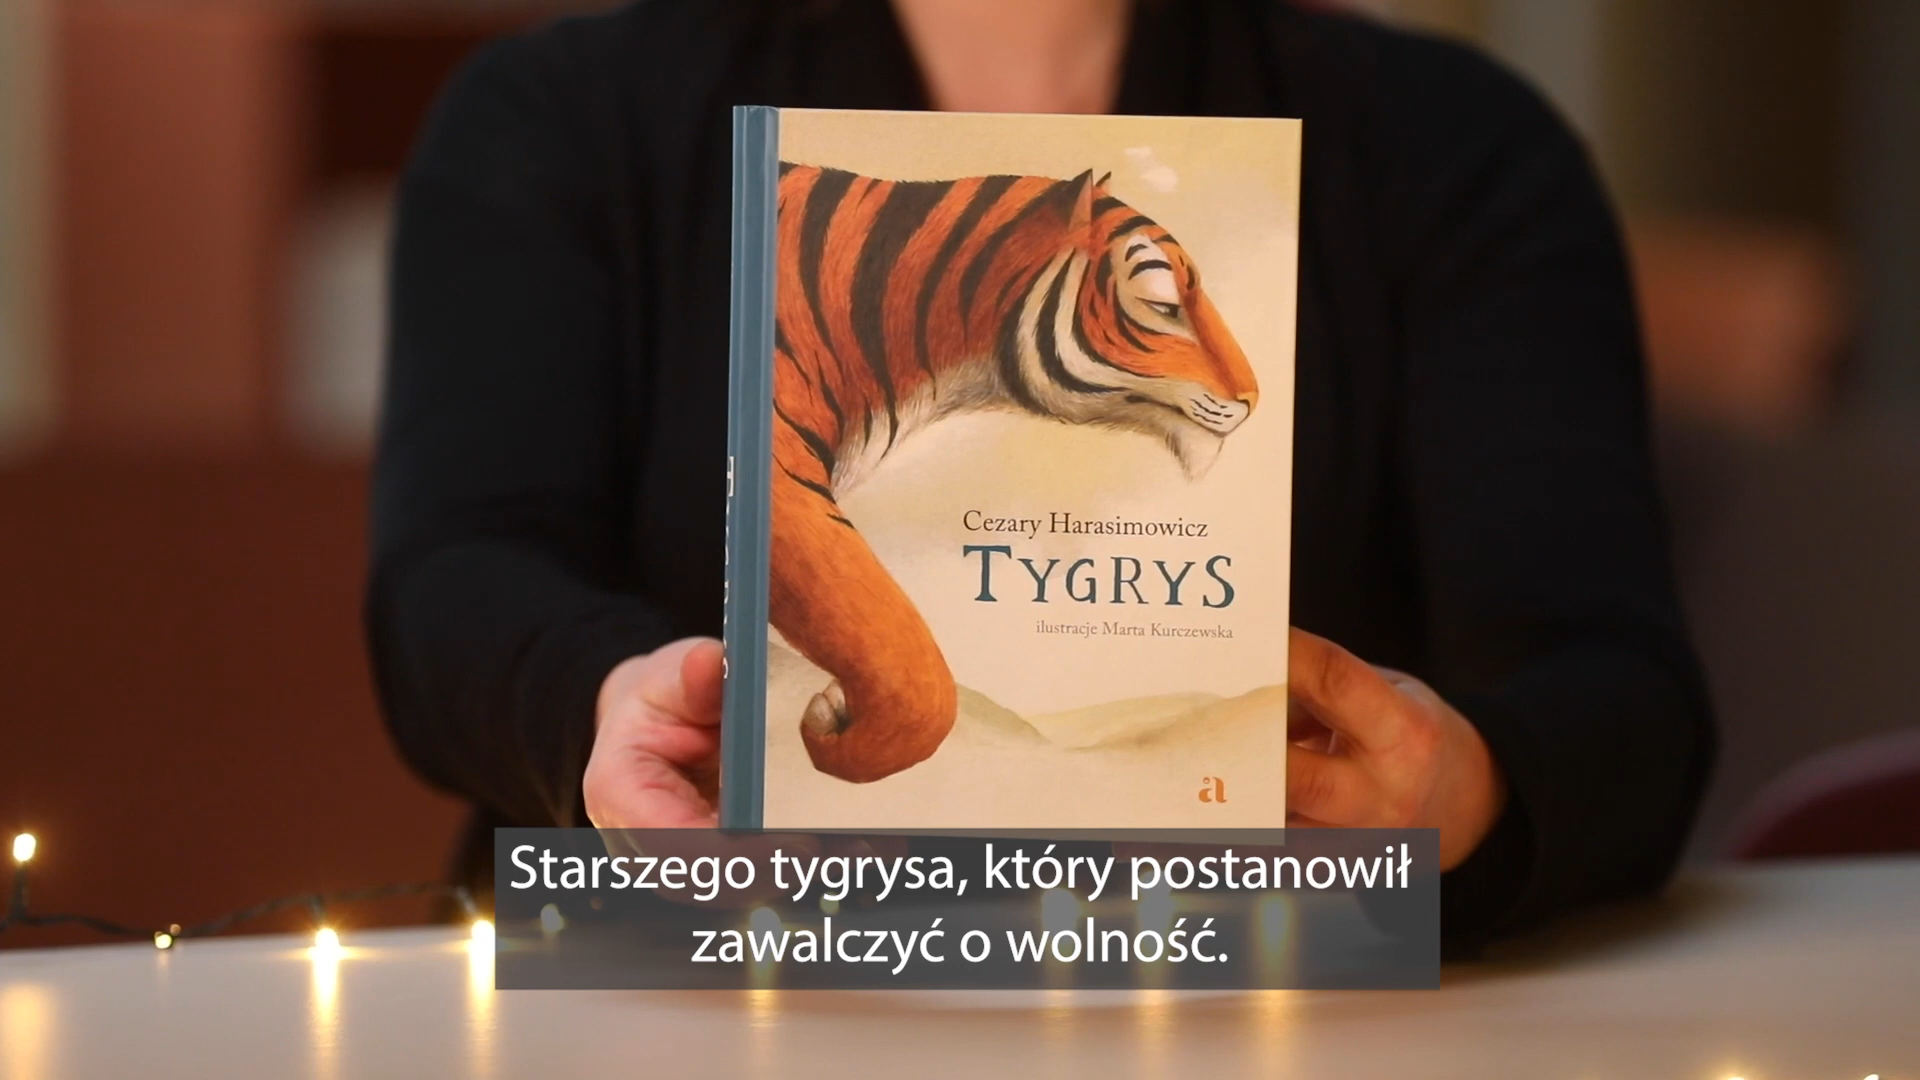 Cezary Harasimowicz
TYGRYS
ilustracje Marta Kurczewska
å
Starszego tygrysa, który postanowił
zawalczyć o wolność.